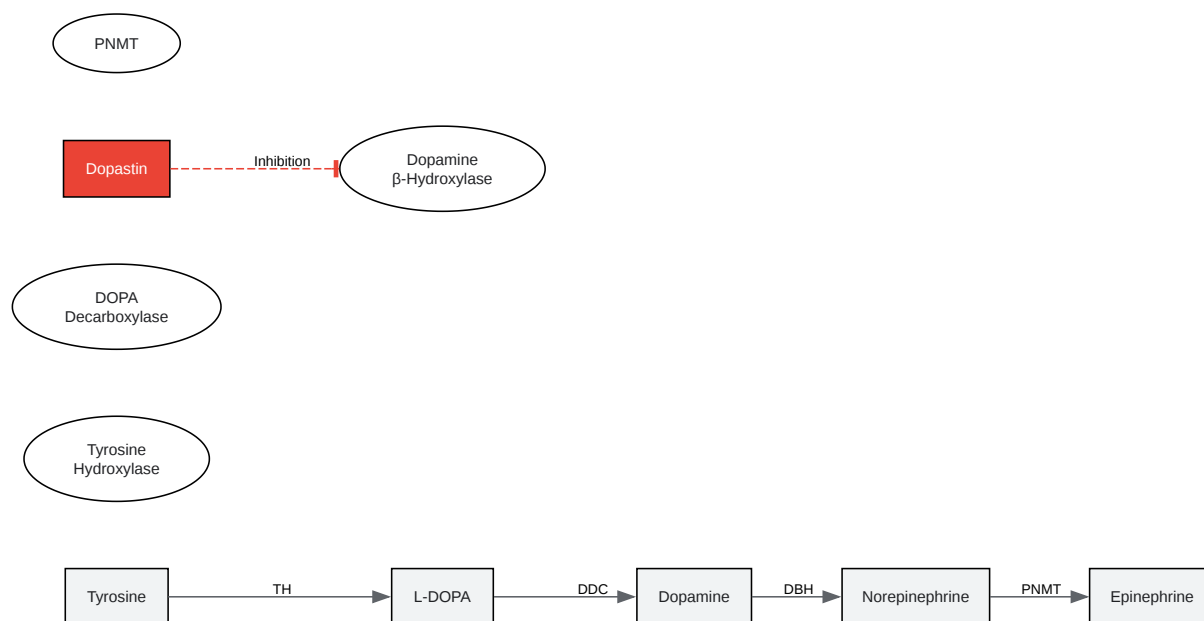 PNMT
Dopastin
Inhibition
Dopamine
β-Hydroxylase
DOPA
Decarboxylase
Tyrosine
Hydroxylase
Tyrosine
TH
L-DOPA
DDC
Dopamine
DBH
Norepinephrine
PNMT
Epinephrine